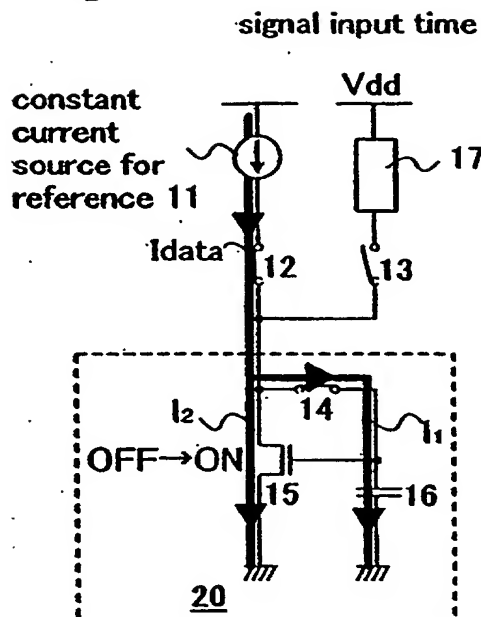 signal input time
constant
current
source for
reference 11
Vdd
17
Idata
12
13
I₂
14
I₁
OFF→ON
15
16
20